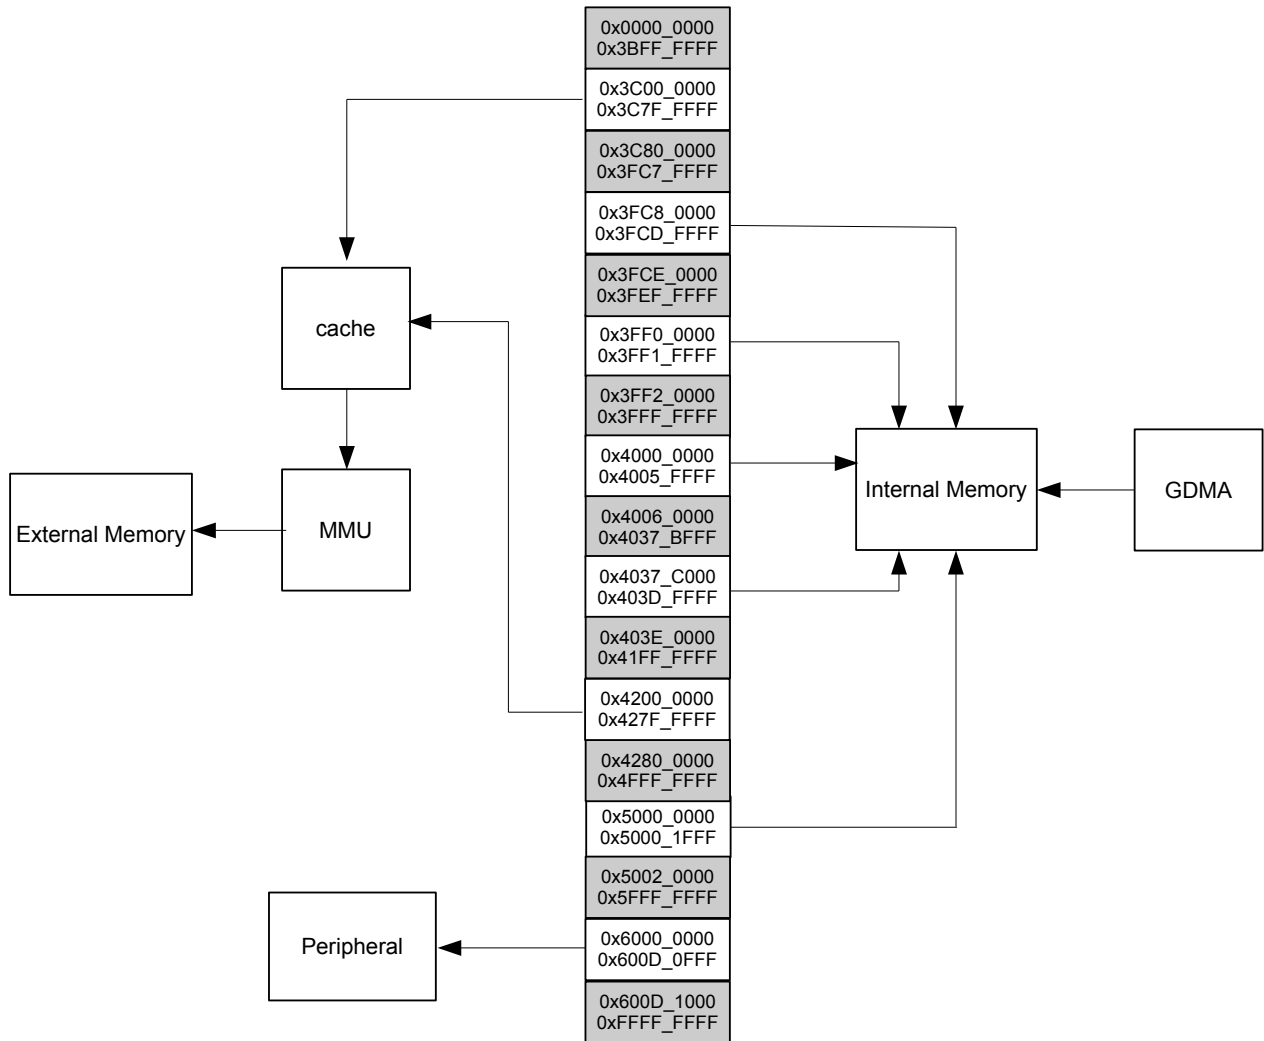 0x0000_0000
0x3BFF_FFFF
0x3C00_0000
0x3C7F_FFFF
0x3C80_0000
0x3FC7_FFFF
0x3FC8_0000
0x3FCD_FFFF
0x3FCE_0000
0x3FEF_FFFF
0x3FF0_0000
0x3FF1_FFFF
0x3FF2_0000
0x3FFF_FFFF
0x4000_0000
0x4005_FFFF
0x4006_0000
0x4037_BFFF
0x4037_C000
0x403D_FFFF
0x403E_0000
0x41FF_FFFF
0x4200_0000
0x427F_FFFF
0x4280_0000
0x4FFF_FFFF
0x5000_0000
0x5000_1FFF
0x5002_0000
0x5FFF_FFFF
0x6000_0000
0x600D_0FFF
0x600D_1000
0xFFFF_FFFF
cache
MMU
External Memory
Internal Memory
GDMA
Peripheral